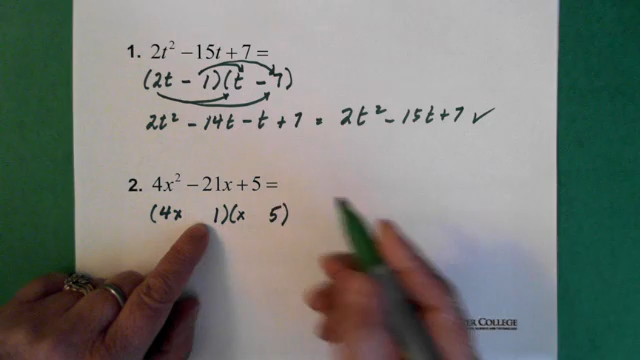 1. 2t² − 15t + 7 =
(2t − 1)(t − 7)
2t² − 14t − t + 7 = 2t² − 15t + 7 ✓
2. 4x² − 21x + 5 =
(4x 1)(x 5)
COLLEGE